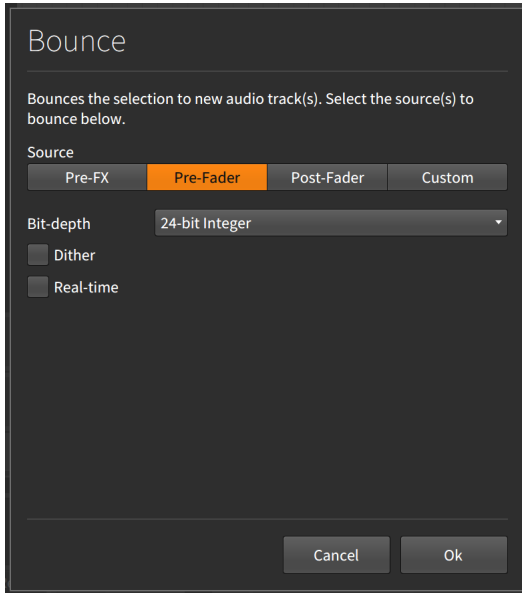 Bounce
Bounces the selection to new audio track(s). Select the source(s) to
bounce below.
Source
Pre-FX Pre-Fader Post-Fader Custom
Bit-depth 24-bit Integer
Dither
Real-time
Cancel Ok